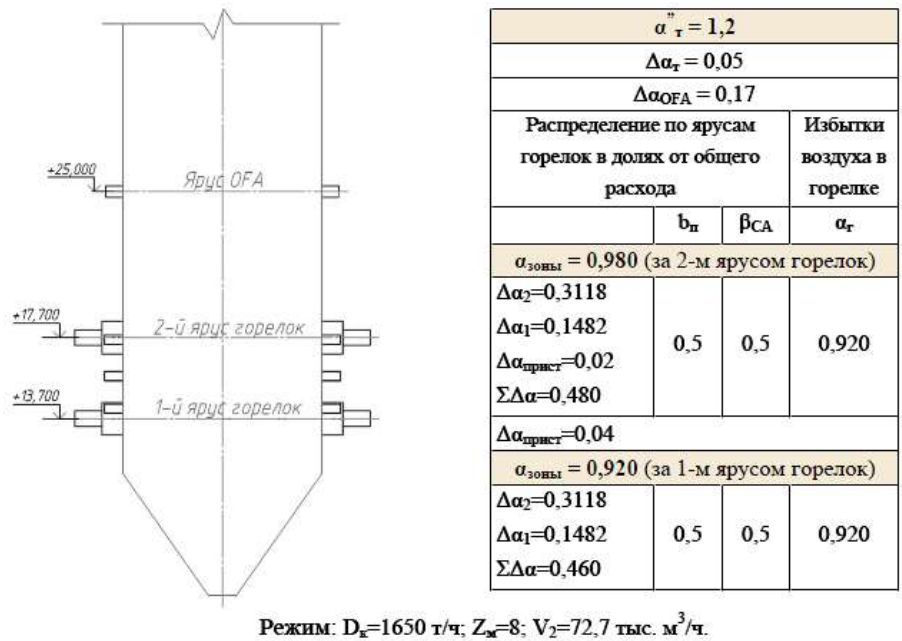 +25,000
Ярус OFA
+17,700
2-й ярус горелок
+13,700
1-й ярус горелок
α"т = 1,2
Δαт = 0,05
ΔαOFA = 0,17
Распределение по ярусам
горелок в долях от общего
расхода
Избытки
воздуха в
горелке
bп
βСА
αг
αзоны = 0,980 (за 2-м ярусом горелок)
Δα2=0,3118
Δα1=0,1482
Δαприст=0,02
ΣΔα=0,480
0,5
0,5
0,920
Δαприст=0,04
αзоны = 0,920 (за 1-м ярусом горелок)
Δα2=0,3118
Δα1=0,1482
ΣΔα=0,460
0,5
0,5
0,920
Режим: Dк=1650 т/ч; Zм=8; V2=72,7 тыс. м³/ч.